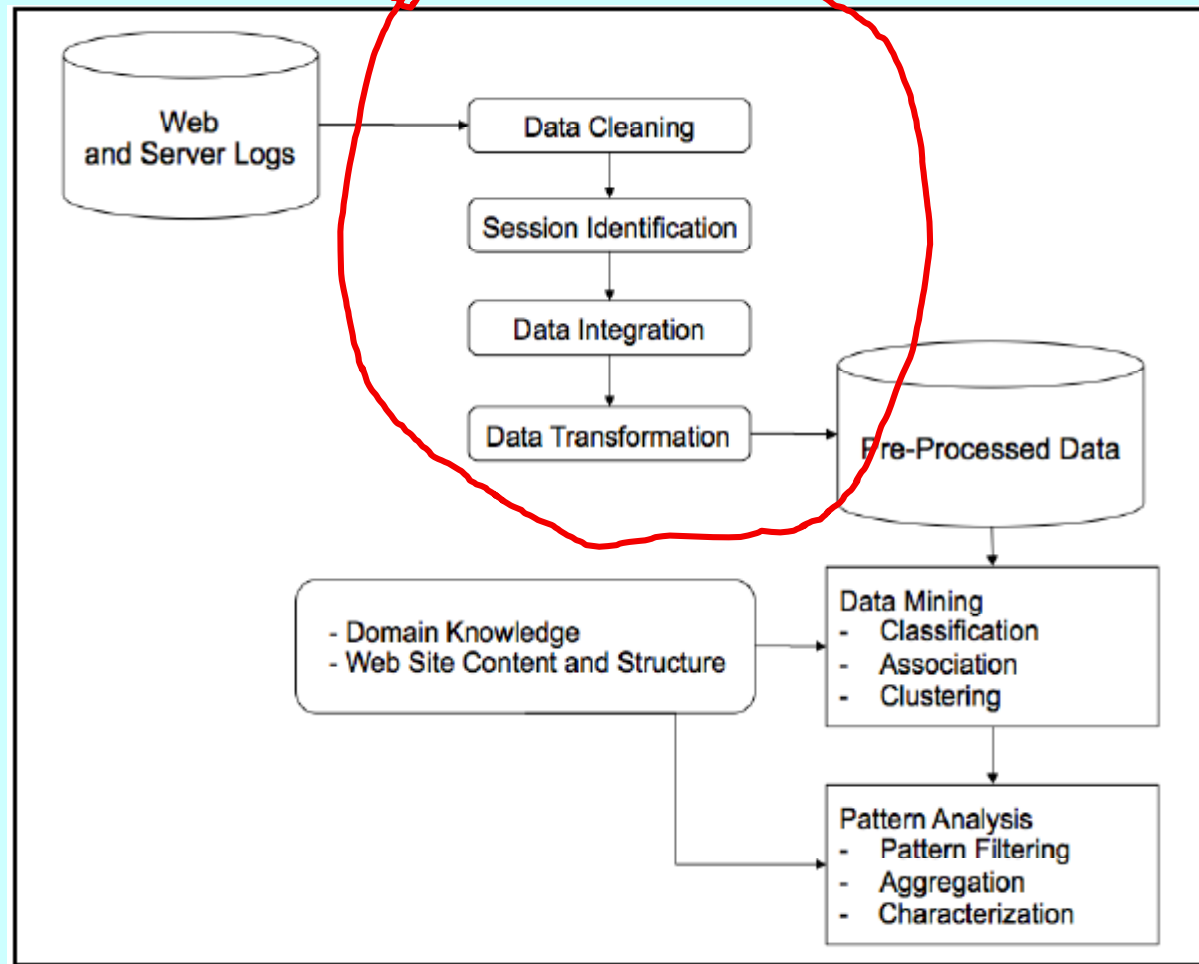 Web
and Server Logs
Data Cleaning
Session Identification
Data Integration
Data Transformation
Pre-Processed Data
- Domain Knowledge
- Web Site Content and Structure
Data Mining
- Classification
- Association
- Clustering
Pattern Analysis
- Pattern Filtering
- Aggregation
- Characterization